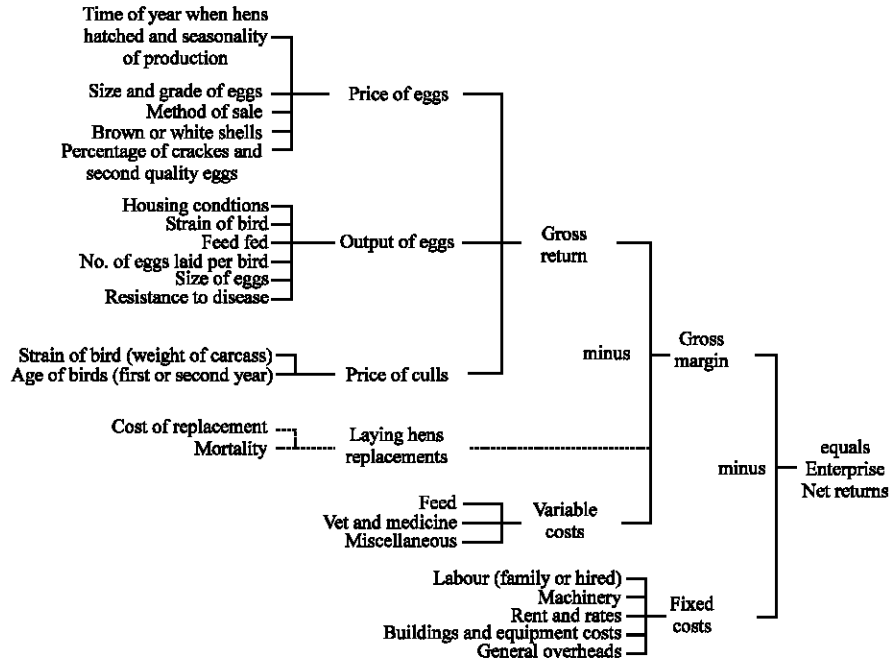 Time of year when hens
hatched and seasonality
of production
Size and grade of eggs
Method of sale
Brown or white shells
Percentage of crackes and
second quality eggs
Price of eggs
Housing condtions
Strain of bird
Feed fed
No. of eggs laid per bird
Size of eggs
Resistance to disease
Output of eggs
Gross
return
Strain of bird (weight of carcass)
Age of birds (first or second year)
Price of culls
minus
Gross
margin
Cost of replacement
Mortality
Laying hens
replacements
minus
equals
Enterprise
Net returns
Feed
Vet and medicine
Miscellaneous
Variable
costs
Labour (family or hired)
Machinery
Rent and rates
Buildings and equipment costs
General overheads
Fixed
costs